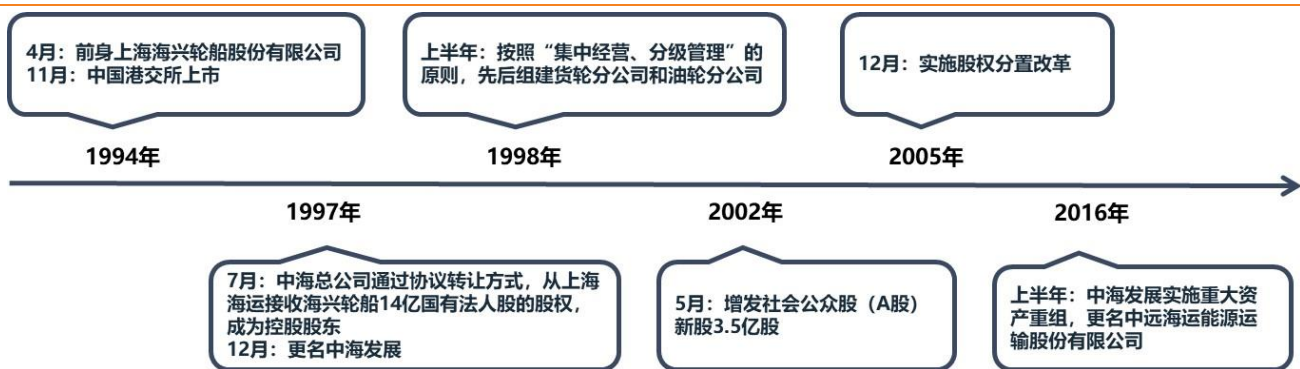 4月：前身上海海兴轮船股份有限公司
11月：中国港交所上市
上半年：按照“集中经营、分级管理”的
原则，先后组建货轮分公司和油轮分公司
12月：实施股权分置改革
1994年
1998年
2005年
1997年
2002年
2016年
7月：中海总公司通过协议转让方式，从上海
海运接收海兴轮船14亿国有法人股的股权，
成为控股股东
12月：更名中海发展
5月：增发社会公众股（A股）
新股3.5亿股
上半年：中海发展实施重大资
产重组，更名中远海运能源运
输股份有限公司